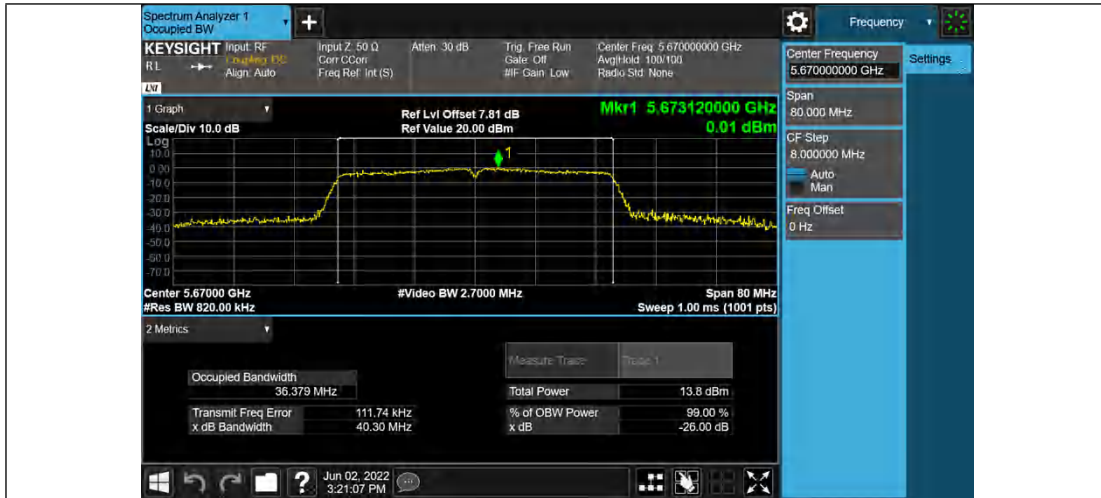 Spectrum Analyzer 1
Occupied BW
Frequency
KEYSIGHT Input: RF
Coupling: DC
Align: Auto
RL
LXI
Input Z: 50 Ω
Corr CCorr
Freq Ref: Int (S)
Atten: 30 dB
Trig: Free Run
Gate: Off
#IF Gain: Low
Center Freq: 5.670000000 GHz
Avg|Hold: 100/100
Radio Std: None
Center Frequency
5.670000000 GHz
Settings
Span
80.000 MHz
CF Step
8.000000 MHz
Auto
Man
Freq Offset
0 Hz
1 Graph
Scale/Div 10.0 dB
Ref Lvl Offset 7.81 dB
Ref Value 20.00 dBm
Mkr1 5.673120000 GHz
0.01 dBm
Log
10.0
0.00
-10.0
-20.0
-30.0
-40.0
-50.0
-60.0
-70.0
1
Center 5.67000 GHz
#Res BW 820.00 kHz
#Video BW 2.7000 MHz
Span 80 MHz
Sweep 1.00 ms (1001 pts)
2 Metrics
Measure Trace
Trace 1
Occupied Bandwidth
36.379 MHz
Total Power 13.8 dBm
Transmit Freq Error 111.74 kHz
% of OBW Power 99.00 %
x dB Bandwidth 40.30 MHz
x dB -26.00 dB
Jun 02, 2022
3:21:07 PM